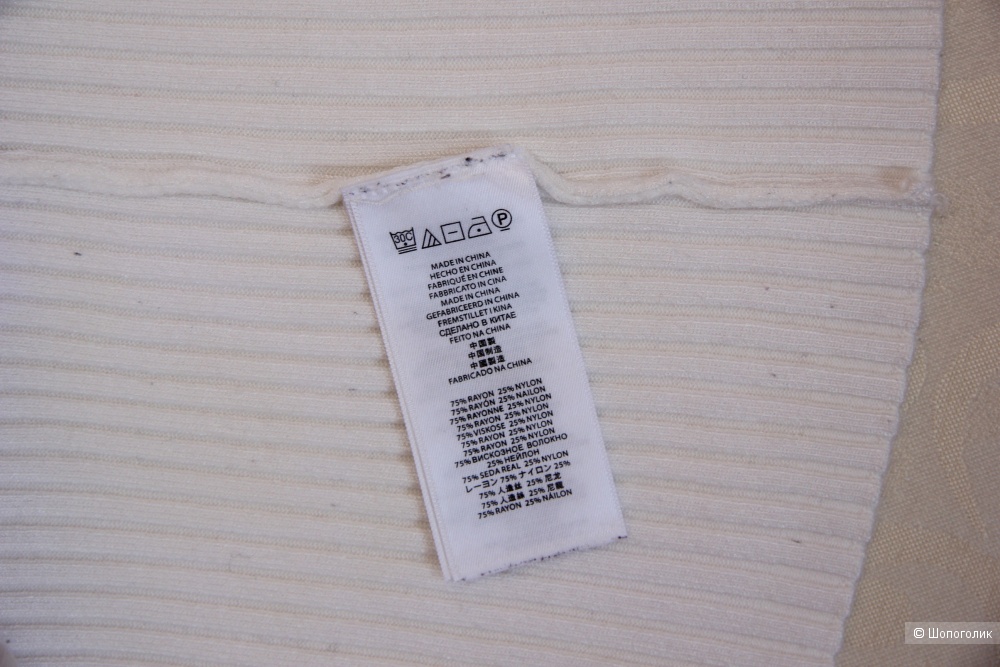 30C P
MADE IN CHINA
HECHO EN CHINA
FABRIQUÉ EN CHINE
FABBRICATO IN CINA
MADE IN CHINA
GEFABRICEERD IN CHINA
FREMSTILLET I KINA
СДЕЛАНО В КИТАЕ
FEITO NA CHINA
中国製
中国制造
中國製造
FABRICADO NA CHINA
75% RAYON 25% NYLON
75% RAYÓN 25% NAILON
75% RAYONNE 25% NYLON
75% RAYON 25% NYLON
75% VISKOSE 25% NYLON
75% RAYON 25% NYLON
75% RAYON 25% NYLON
75% ВИСКОЗНОЕ ВОЛОКНО
25% НЕЙЛОН
75% SEDA REAL 25% NYLON
レーヨン 75% ナイロン 25%
75% 人造丝 25% 尼龙
75% 人造絲 25% 尼龍
75% RAYON 25% NÁILON
© Шопоголик